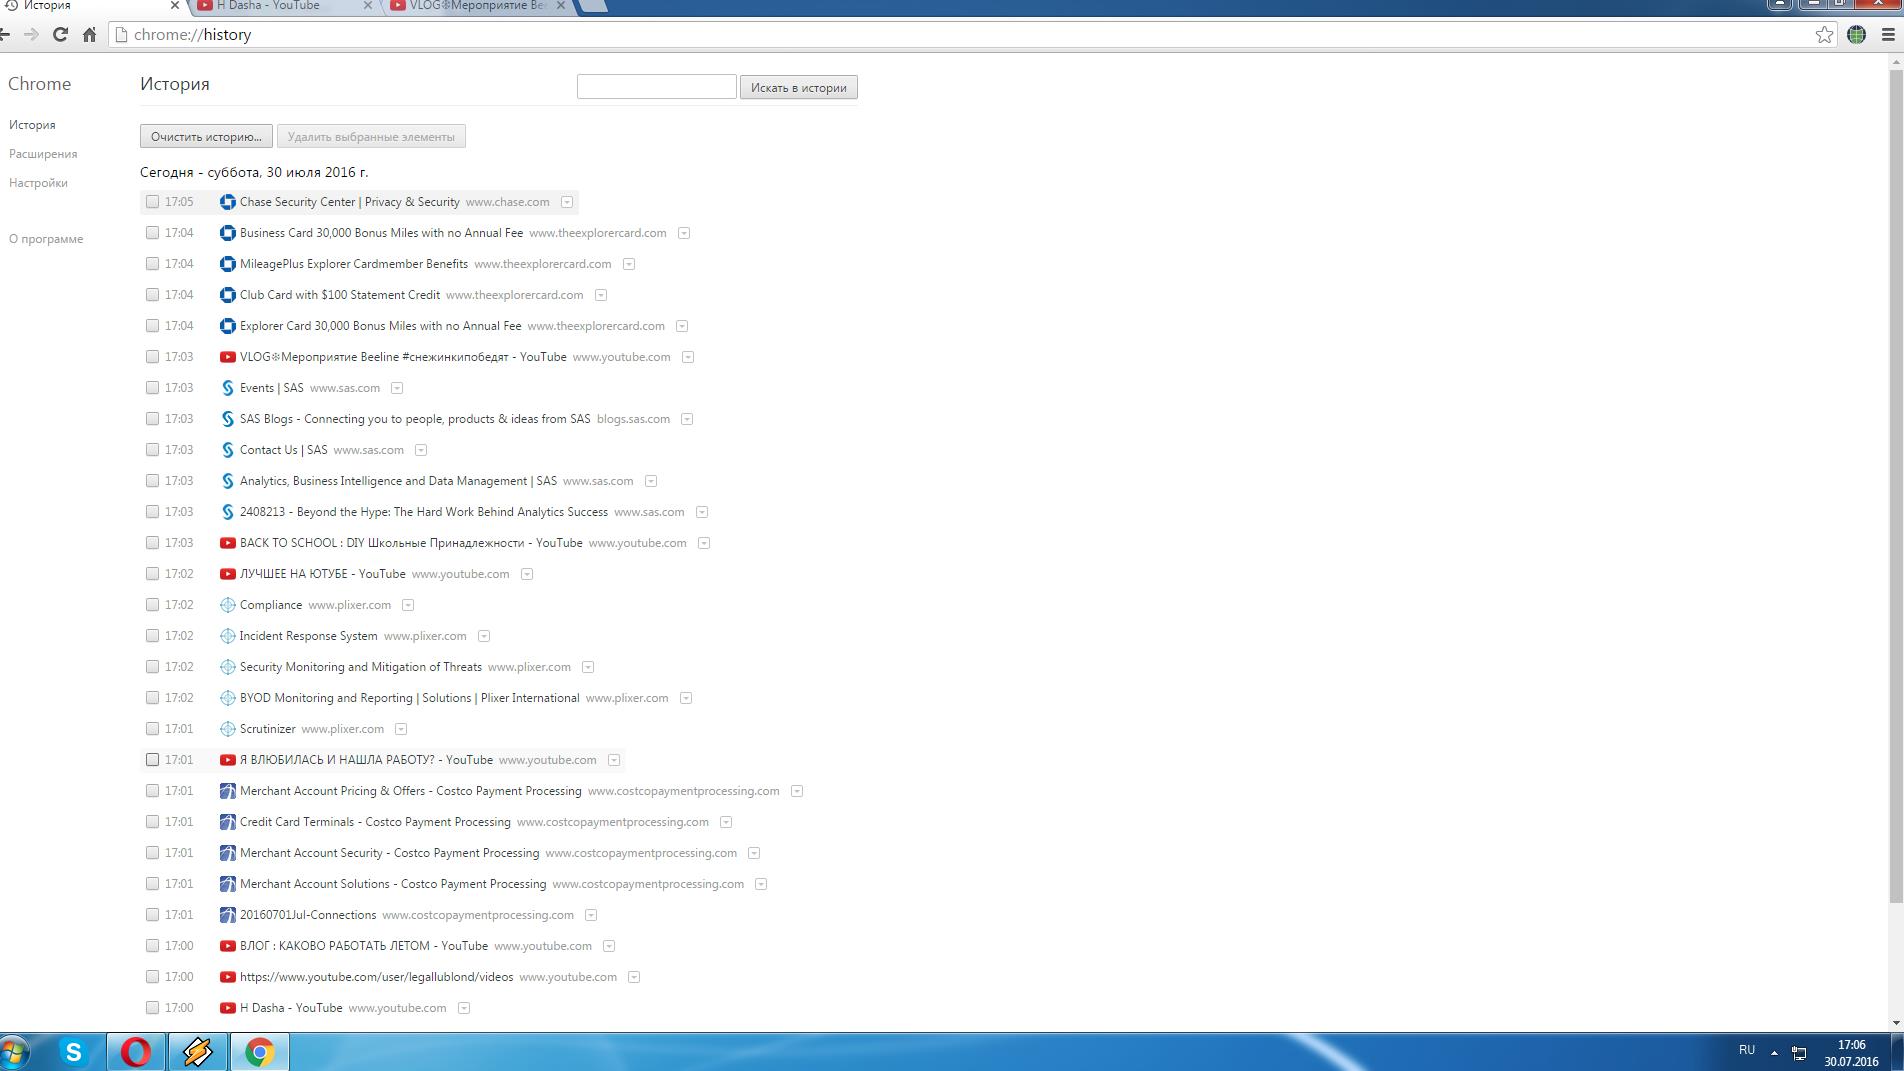 История
H Dasha - YouTube
VLOG❄Мероприятие Bee
chrome://history
Chrome
История
Искать в истории
История
Расширения
Настройки
О программе
Очистить историю...
Удалить выбранные элементы
Сегодня - суббота, 30 июля 2016 г.
17:05 Chase Security Center | Privacy & Security www.chase.com
17:04 Business Card 30,000 Bonus Miles with no Annual Fee www.theexplorercard.com
17:04 MileagePlus Explorer Cardmember Benefits www.theexplorercard.com
17:04 Club Card with $100 Statement Credit www.theexplorercard.com
17:04 Explorer Card 30,000 Bonus Miles with no Annual Fee www.theexplorercard.com
17:03 VLOG❄Мероприятие Beeline #снежинкипобедят - YouTube www.youtube.com
17:03 Events | SAS www.sas.com
17:03 SAS Blogs - Connecting you to people, products & ideas from SAS blogs.sas.com
17:03 Contact Us | SAS www.sas.com
17:03 Analytics, Business Intelligence and Data Management | SAS www.sas.com
17:03 2408213 - Beyond the Hype: The Hard Work Behind Analytics Success www.sas.com
17:03 BACK TO SCHOOL : DIY Школьные Принадлежности - YouTube www.youtube.com
17:02 ЛУЧШЕЕ НА ЮТУБЕ - YouTube www.youtube.com
17:02 Compliance www.plixer.com
17:02 Incident Response System www.plixer.com
17:02 Security Monitoring and Mitigation of Threats www.plixer.com
17:02 BYOD Monitoring and Reporting | Solutions | Plixer International www.plixer.com
17:01 Scrutinizer www.plixer.com
17:01 Я ВЛЮБИЛАСЬ И НАШЛА РАБОТУ? - YouTube www.youtube.com
17:01 Merchant Account Pricing & Offers - Costco Payment Processing www.costcopaymentprocessing.com
17:01 Credit Card Terminals - Costco Payment Processing www.costcopaymentprocessing.com
17:01 Merchant Account Security - Costco Payment Processing www.costcopaymentprocessing.com
17:01 Merchant Account Solutions - Costco Payment Processing www.costcopaymentprocessing.com
17:01 20160701Jul-Connections www.costcopaymentprocessing.com
17:00 ВЛОГ : КАКОВО РАБОТАТЬ ЛЕТОМ - YouTube www.youtube.com
17:00 https://www.youtube.com/user/legallublond/videos www.youtube.com
17:00 H Dasha - YouTube www.youtube.com
RU
17:06
30.07.2016